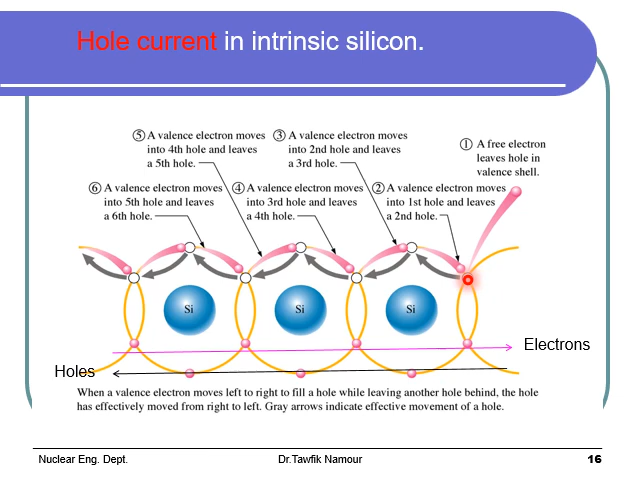 Hole current in intrinsic silicon.
⑤ A valence electron moves
into 4th hole and leaves
a 5th hole.
③ A valence electron moves
into 2nd hole and leaves
a 3rd hole.
① A free electron
leaves hole in
valence shell.
⑥ A valence electron moves
into 5th hole and leaves
a 6th hole.
④ A valence electron moves
into 3rd hole and leaves
a 4th hole.
② A valence electron moves
into 1st hole and leaves
a 2nd hole.
Si
Si
Si
Electrons
Holes
When a valence electron moves left to right to fill a hole while leaving another hole behind, the hole
has effectively moved from right to left. Gray arrows indicate effective movement of a hole.
Nuclear Eng. Dept.
Dr.Tawfik Namour
16